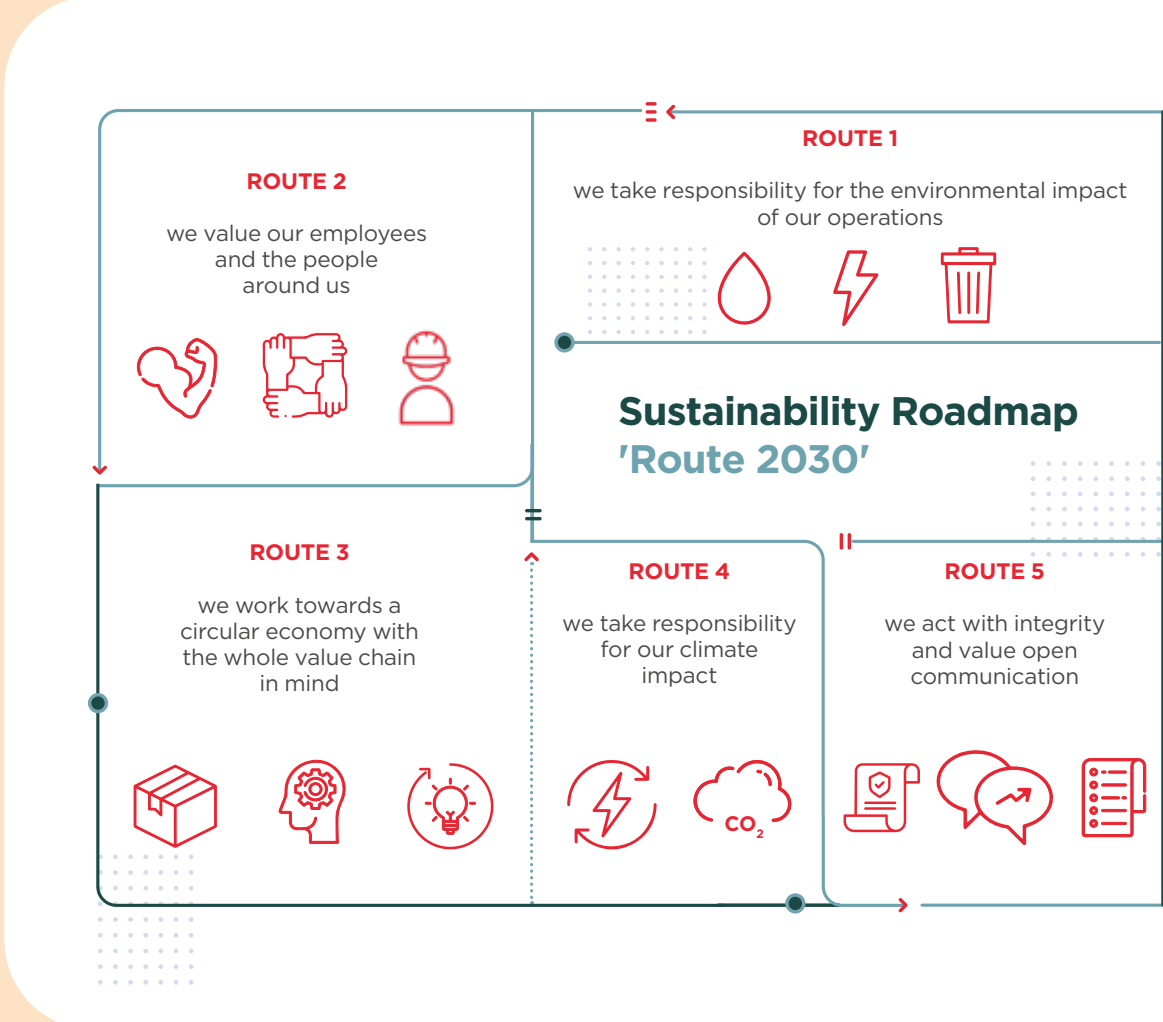 ROUTE 1
we take responsibility for the environmental impact
of our operations
ROUTE 2
we value our employees
and the people
around us
Sustainability Roadmap
'Route 2030'
ROUTE 3
we work towards a
circular economy with
the whole value chain
in mind
ROUTE 4
we take responsibility
for our climate
impact
CO2
ROUTE 5
we act with integrity
and value open
communication